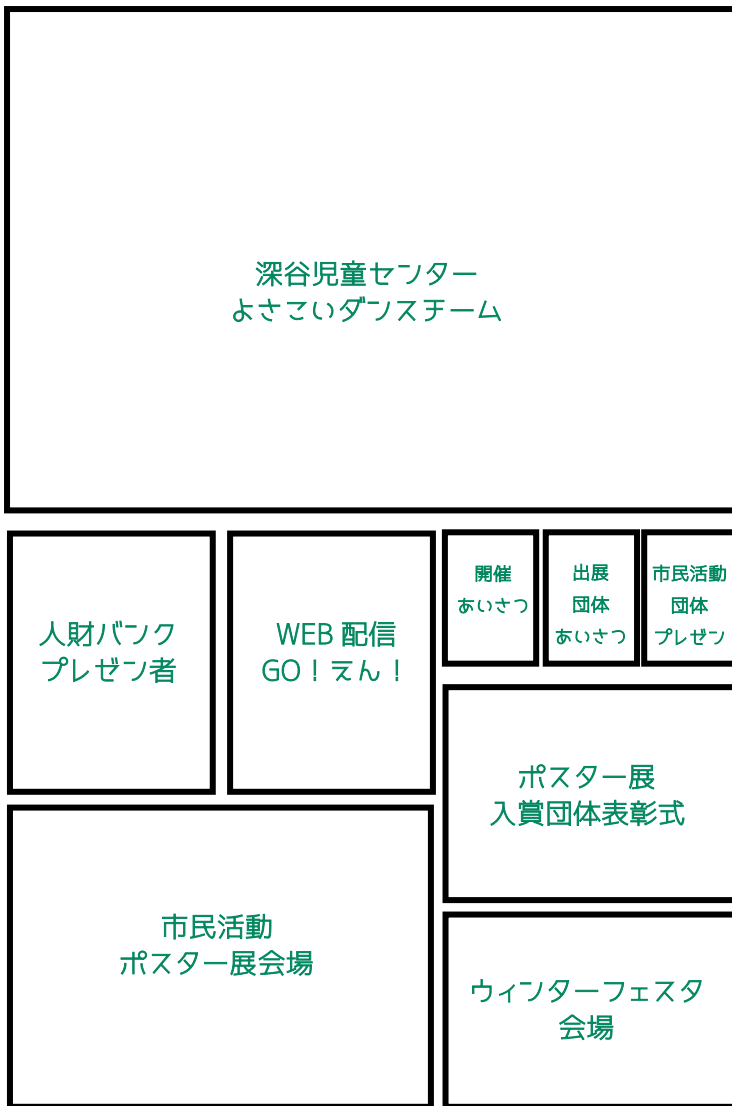 深谷児童センター
よさこいダンスチーム
人財バンク
プレゼン者
WEB 配信
GO！えん！
開催
あいさつ
出展
団体
あいさつ
市民活動
団体
プレゼン
ポスター展
入賞団体表彰式
市民活動
ポスター展会場
ウィンターフェスタ
会場